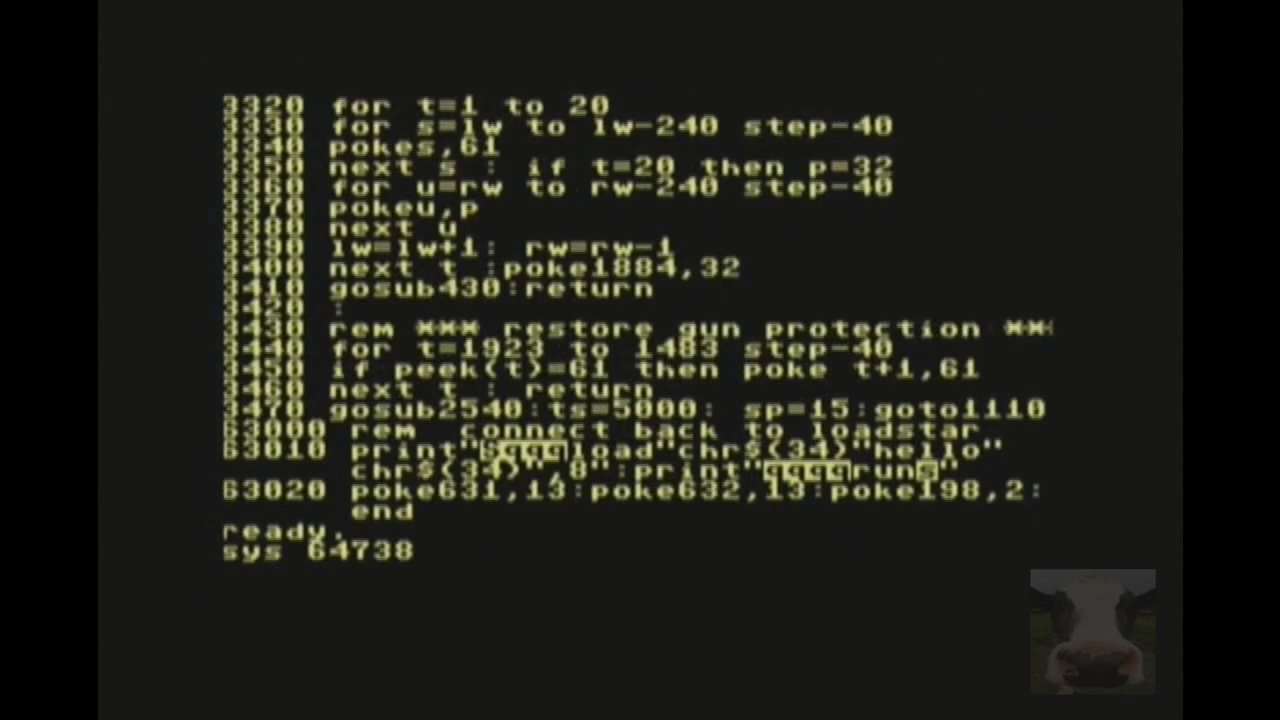 3320 for t=1 to 20
3330 for s=lw to lw-240 step-40
3340 pokes,61
3350 next s : if t=20 then p=32
3360 for u=rw to rw-240 step-40
3370 pokeu,p
3380 next u
3390 lw=lw+1: rw=rw-1
3400 next t :poke1884,32
3410 gosub430:return
3420 :
3430 rem *** restore gun protection **
3440 for t=1923 to 1483 step-40
3450 if peek(t)=61 then poke t+1,61
3460 next t : return
3470 gosub2540:ts=5000: sp=15:goto1110
63000 rem  connect back to loadstar
63010 print"sqqqload"chr$(34)"hello"
chr$(34)",8":print"qqqqruns"
63020 poke631,13:poke632,13:poke198,2:
end
ready.
sys 64738